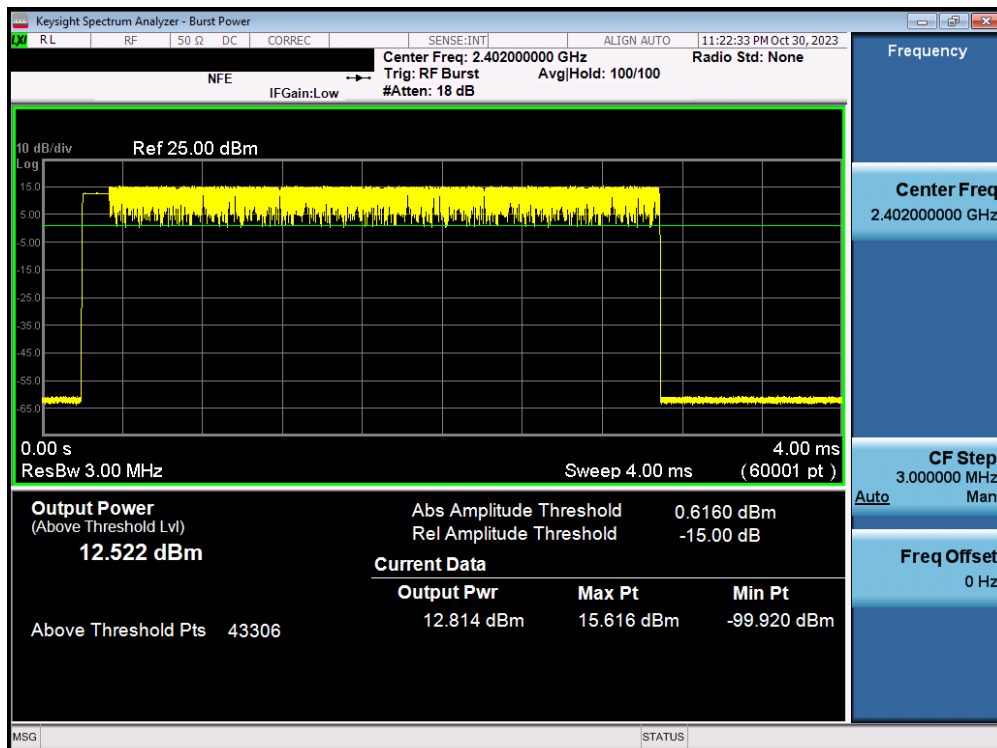 Keysight Spectrum Analyzer - Burst Power
LXI RL RF 50 Ω DC CORREC SENSE:INT ALIGN AUTO 11:22:33 PM Oct 30, 2023
Center Freq: 2.402000000 GHz Radio Std: None
NFE Trig: RF Burst Avg|Hold: 100/100
IFGain:Low #Atten: 18 dB
10 dB/div Ref 25.00 dBm
Log
15.0
5.00
-5.00
-15.0
-25.0
-35.0
-45.0
-55.0
-65.0
0.00 s 4.00 ms
ResBw 3.00 MHz Sweep 4.00 ms (60001 pt)
Output Power
(Above Threshold Lvl)
12.522 dBm
Above Threshold Pts 43306
Abs Amplitude Threshold 0.6160 dBm
Rel Amplitude Threshold -15.00 dB
Current Data
Output Pwr Max Pt Min Pt
12.814 dBm 15.616 dBm -99.920 dBm
Frequency
Center Freq
2.402000000 GHz
CF Step
3.000000 MHz
Auto Man
Freq Offset
0 Hz
MSG STATUS